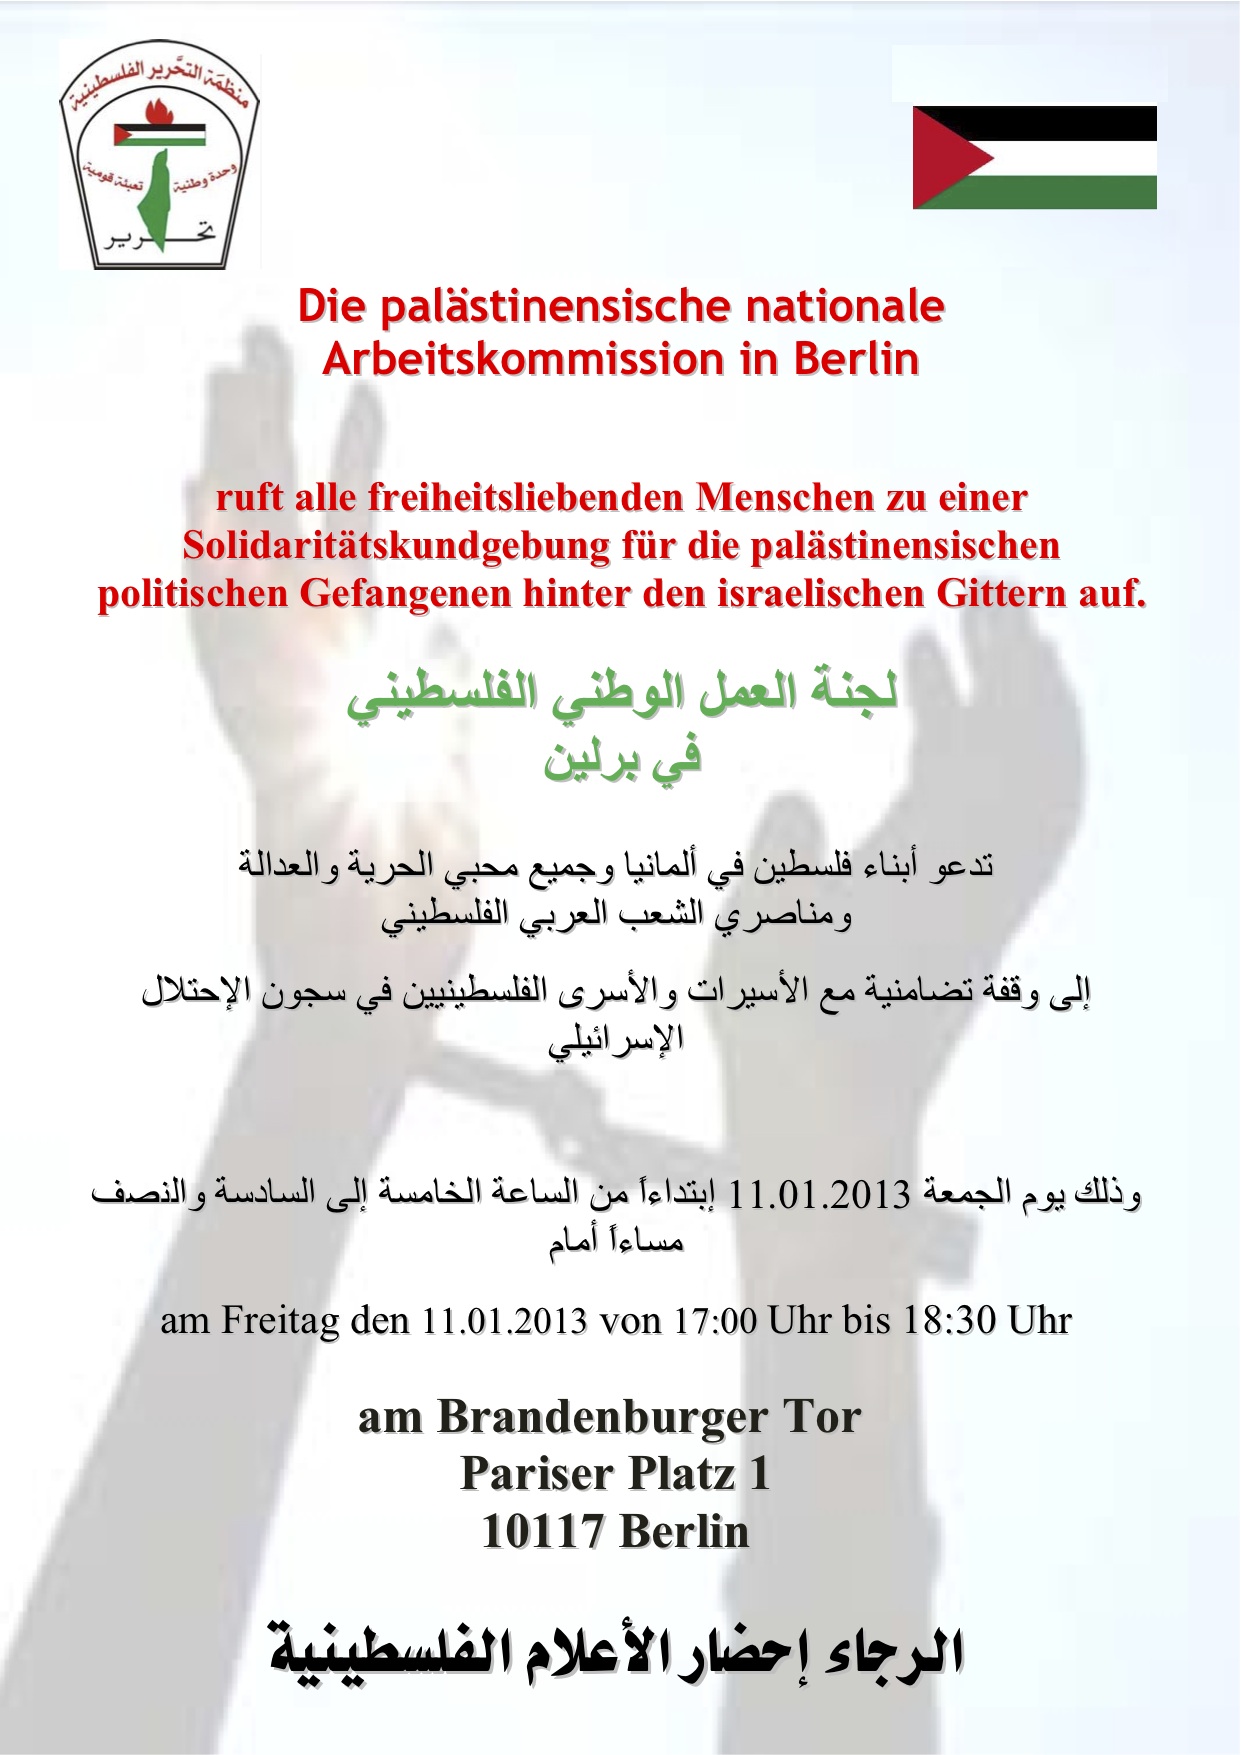 منظمة التحرير الفلسطينية
وحدة وطنية تعبئة قومية
تحرير
Die palästinensische nationale
Arbeitskommission in Berlin
ruft alle freiheitsliebenden Menschen zu einer
Solidaritätskundgebung für die palästinensischen
politischen Gefangenen hinter den israelischen Gittern auf.
لجنة العمل الوطني الفلسطيني
في برلين
تدعو أبناء فلسطين في ألمانيا وجميع محبي الحرية والعدالة
ومناصري الشعب العربي الفلسطيني
إلى وقفة تضامنية مع الأسيرات والأسرى الفلسطينيين في سجون الإحتلال
الإسرائيلي
وذلك يوم الجمعة 11.01.2013 إبتداءاً من الساعة الخامسة إلى السادسة والنصف
مساءاً أمام
am Freitag den 11.01.2013 von 17:00 Uhr bis 18:30 Uhr
am Brandenburger Tor
Pariser Platz 1
10117 Berlin
الرجاء إحضار الأعلام الفلسطينية